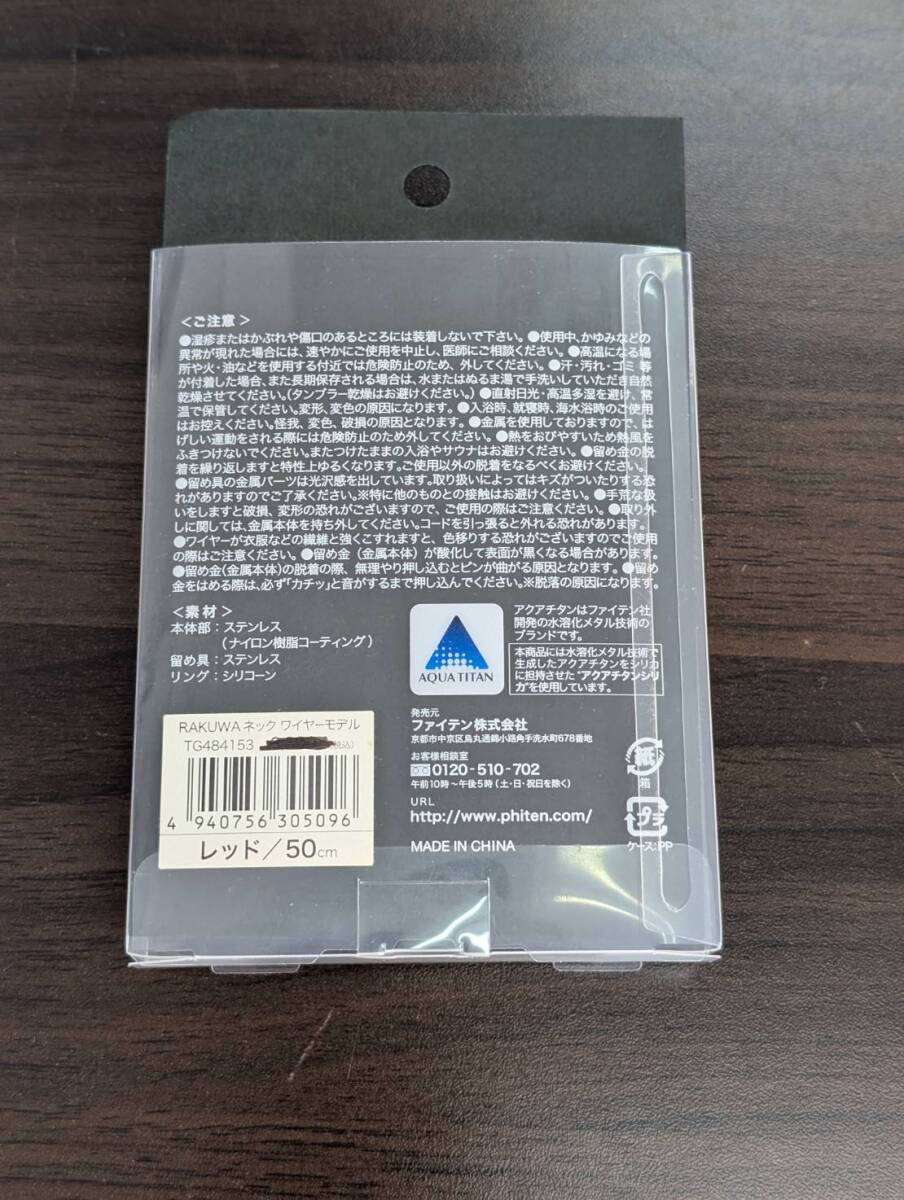 ＜ご注意＞
●湿疹またはかぶれや傷口のあるところには装着しないで下さい。●使用中、かゆみなどの
異常が現れた場合には、速やかにご使用を中止し、医師にご相談ください。●高温になる場
所や火・油などを使用する付近では危険防止のため、外してください。●汗・汚れ・ゴミ等
が付着した場合、また長期保存される場合は、水またはぬるま湯で手洗いしていただき自然
乾燥させてください。(タンブラー乾燥はお避けください。)●直射日光・高温多湿を避け、常
温で保管してください。変形、変色の原因になります。●入浴時、就寝時、海水浴時のご使用
はお控えください。怪我、変色、破損の原因となります。●金属を使用しておりますので、は
げしい運動をされる際には危険防止のため外してください。●熱をおびやすいため熱風を
ふきつけないでください。またつけたままの入浴やサウナはお避けください。●留め金の脱
着を繰り返しますと特性上ゆるくなります。ご使用以外の脱着をなるべくお避けください。
●留め具の金属パーツは光沢感を出しています。取り扱いによってはキズがついたりする恐
れがありますのでご了承ください。※特に他のものとの接触はお避けください。●手荒な扱
いをしますと破損、変形の恐れがございますので、ご使用の際はご注意ください。●取り外
しに関しては、金属本体を持ち外してください。コードを引っ張ると外れる恐れがあります。
●ワイヤーが衣服などの繊維と強くこすれますと、色移りする恐れがございますのでご使用
の際はご注意ください。●留め金（金属本体）が酸化して表面が黒くなる場合があります。
●留め金(金属本体)の脱着の際、無理やり押し込むとピンが曲がる原因となります。●留め
金をはめる際は、必ず「カチッ」と音がするまで押し込んでください。※脱落の原因になります。
＜素材＞
本体部：ステンレス
（ナイロン樹脂コーティング）
留め具：ステンレス
リング：シリコーン
AQUA TITAN
アクアチタンはファイテン社
開発の水溶化メタル技術の
ブランドです。
本商品には水溶化メタル技術で
生成したアクアチタンをシリカ
に担持させた"アクアチタンシリ
カ"を使用しています。
RAKUWAネック ワイヤーモデル
TG484153
税込)
4 940756 305096
レッド／50cm
発売元
ファイテン株式会社
京都市中京区烏丸通錦小路角手洗水町678番地
お客様相談室
0120-510-702
午前10時～午後5時（土・日・祝日を除く）
URL
http://www.phiten.com/
MADE IN CHINA
紙
箱
プラ
ケース:PP